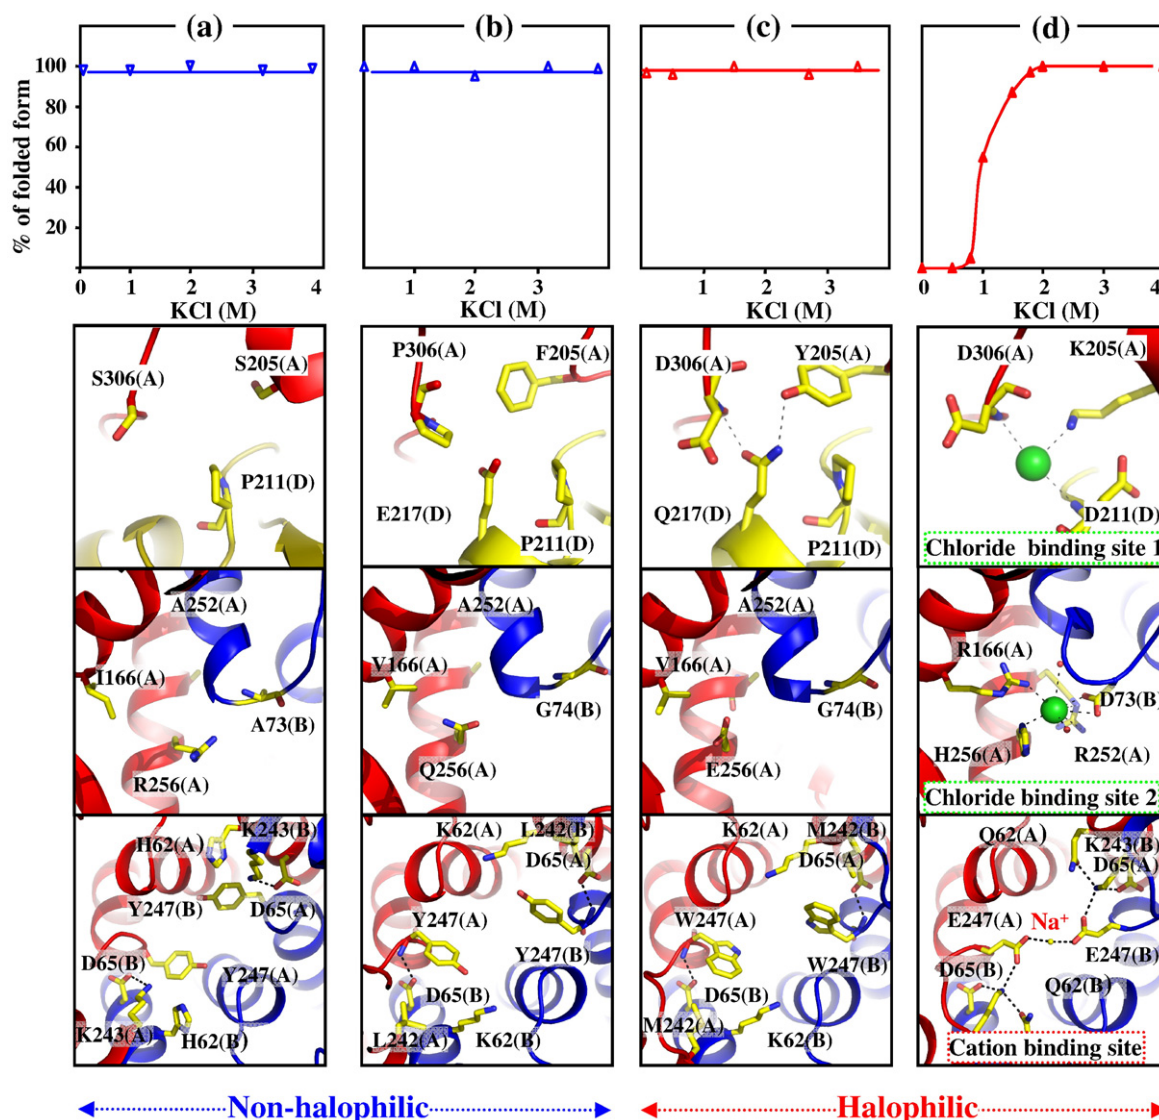 (a) (b) (c) (d)
% of folded form
100
80
60
40
20
0 1 2 3 4
KCl (M)
0 1 2 3
KCl (M)
0 1 2 3
KCl (M)
0 1 2 3 4
KCl (M)
S306(A)
S205(A)
P211(D)
P306(A)
F205(A)
E217(D)
P211(D)
D306(A)
Y205(A)
Q217(D)
P211(D)
D306(A)
K205(A)
D211(D)
Chloride binding site 1
A252(A)
I166(A)
A73(B)
R256(A)
A252(A)
V166(A)
G74(B)
Q256(A)
A252(A)
V166(A)
G74(B)
E256(A)
R166(A)
D73(B)
H256(A)
R252(A)
Chloride binding site 2
K243(B)
H62(A)
Y247(B)
D65(A)
D65(B)
Y247(A)
K243(A)
H62(B)
K62(A)
L242(B)
D65(A)
Y247(A)
Y247(B)
D65(B)
L242(A)
K62(B)
K62(A)
M242(B)
D65(A)
W247(A)
W247(B)
D65(B)
M242(A)
K62(B)
Q62(A)
K243(B)
D65(A)
E247(A)
Na⁺
E247(B)
D65(B)
Q62(B)
Cation binding site
Non-halophilic
Halophilic